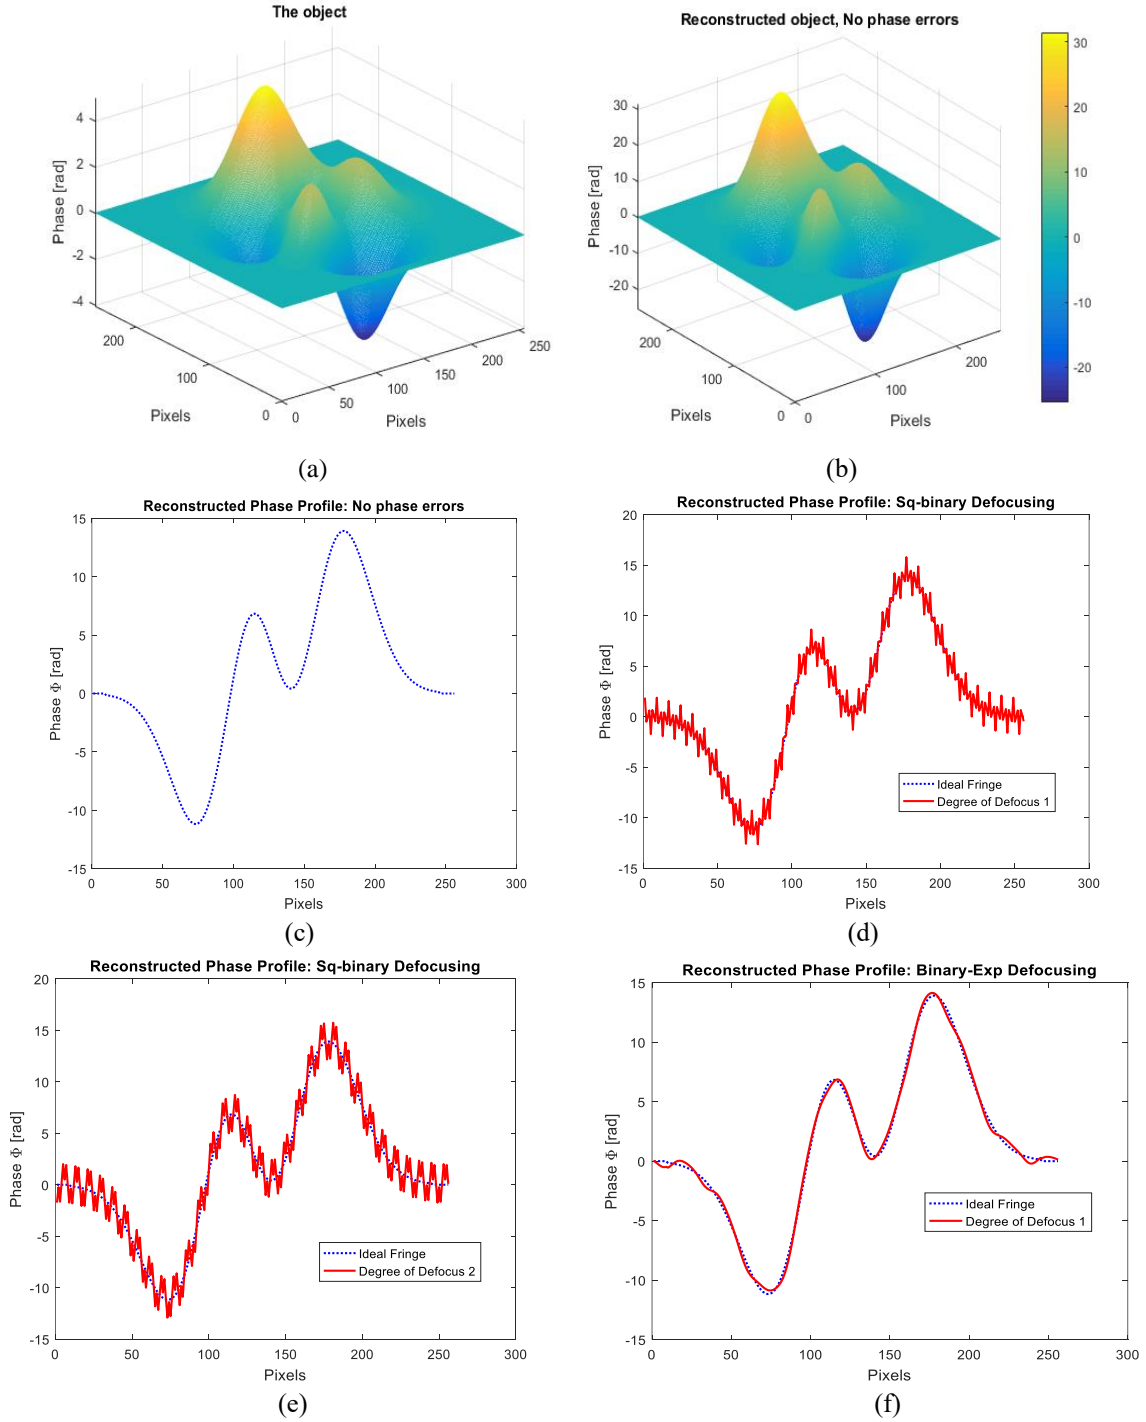 The object
Phase [rad]
4
2
0
-2
-4
200
100
0
Pixels
0
50
100
150
200
250
Pixels
(a)
Reconstructed object, No phase errors
Phase [rad]
30
20
10
0
-10
-20
200
100
0
Pixels
0
100
200
Pixels
30
20
10
0
-10
-20
(b)
Reconstructed Phase Profile: No phase errors
Phase Φ [rad]
15
10
5
0
-5
-10
-15
0 50 100 150 200 250 300
Pixels
(c)
Reconstructed Phase Profile: Sq-binary Defocusing
Phase Φ [rad]
20
15
10
5
0
-5
-10
-15
Ideal Fringe
Degree of Defocus 1
0 50 100 150 200 250 300
Pixels
(d)
Reconstructed Phase Profile: Sq-binary Defocusing
Phase Φ [rad]
20
15
10
5
0
-5
-10
-15
Ideal Fringe
Degree of Defocus 2
0 50 100 150 200 250 300
Pixels
(e)
Reconstructed Phase Profile: Binary-Exp Defocusing
Phase Φ [rad]
15
10
5
0
-5
-10
-15
Ideal Fringe
Degree of Defocus 1
0 50 100 150 200 250 300
Pixels
(f)